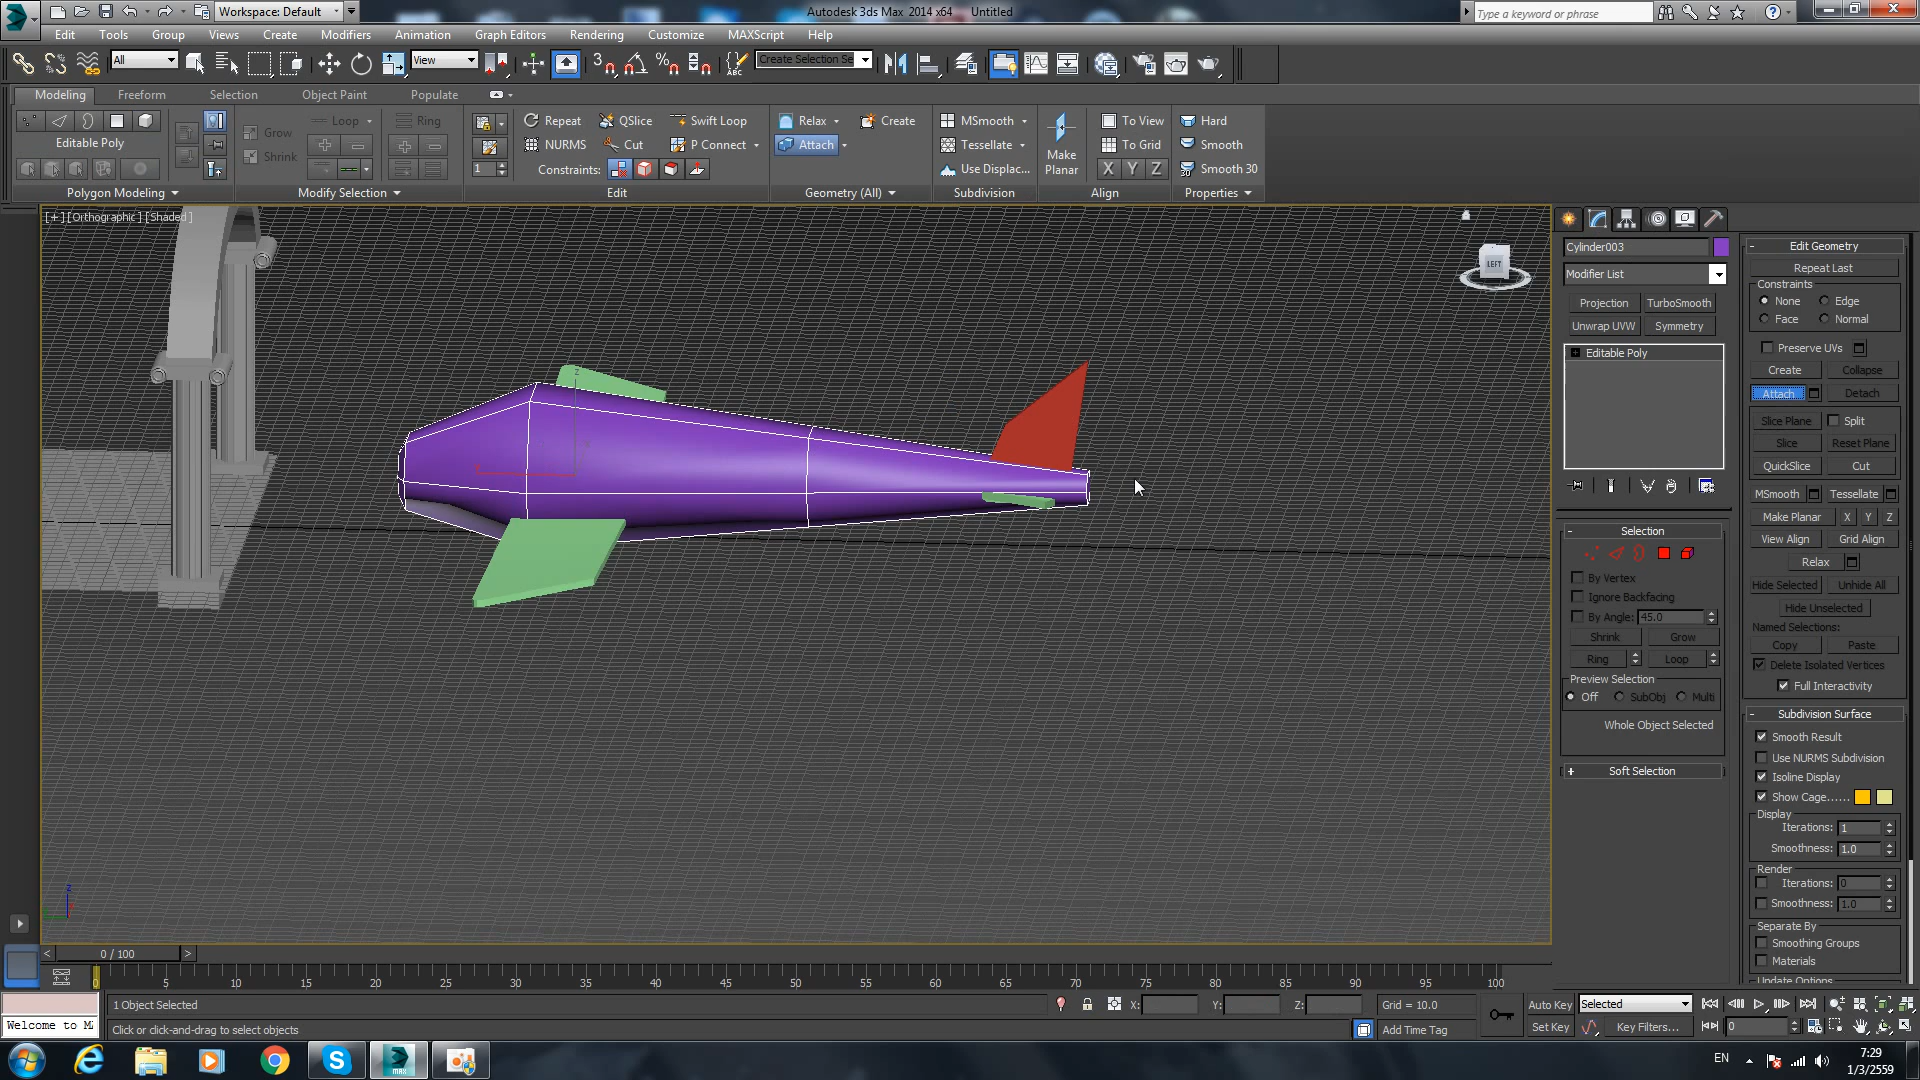 Workspace: Default
Autodesk 3ds Max 2014 x64 Untitled
Type a keyword or phrase
Edit Tools Group Views Create Modifiers Animation Graph Editors Rendering Customize MAXScript Help
All View Create Selection Se
Modeling Freeform Selection Object Paint Populate
Editable Poly
Grow Loop Ring
Shrink
Repeat QSlice Swift Loop
NURMS Cut P Connect
1 Constraints:
Relax Create
Attach
MSmooth
Tessellate
Use Displac...
Make Planar
To View
To Grid
X Y Z
Hard
Smooth
Smooth 30
Polygon Modeling Modify Selection Edit Geometry (All) Subdivision Align Properties
[+] [Orthographic] [Shaded]
LEFT
Cylinder003
Modifier List
Projection TurboSmooth
Unwrap UVW Symmetry
Editable Poly
Selection
By Vertex
Ignore Backfacing
By Angle: 45.0
Shrink Grow
Ring Loop
Preview Selection
Off SubObj Multi
Whole Object Selected
Soft Selection
Edit Geometry
Repeat Last
Constraints
None Edge
Face Normal
Preserve UVs
Create Collapse
Attach Detach
Slice Plane Split
Slice Reset Plane
QuickSlice Cut
MSmooth Tessellate
Make Planar X Y Z
View Align Grid Align
Relax
Hide Selected Unhide All
Hide Unselected
Named Selections:
Copy Paste
Delete Isolated Vertices
Full Interactivity
Subdivision Surface
Smooth Result
Use NURMS Subdivision
Isoline Display
Show Cage......
Display
Iterations: 1
Smoothness: 1.0
Render
Iterations: 0
Smoothness: 1.0
Separate By
Smoothing Groups
Materials
Update Options
0 / 100
0 5 10 15 20 25 30 35 40 45 50 55 60 65 70 75 80 85 90 95 100
1 Object Selected X: Y: Z: Grid = 10.0 Auto Key Selected
Welcome to M
Click or click-and-drag to select objects Add Time Tag Set Key Key Filters... 0
EN
7:29
1/3/2559